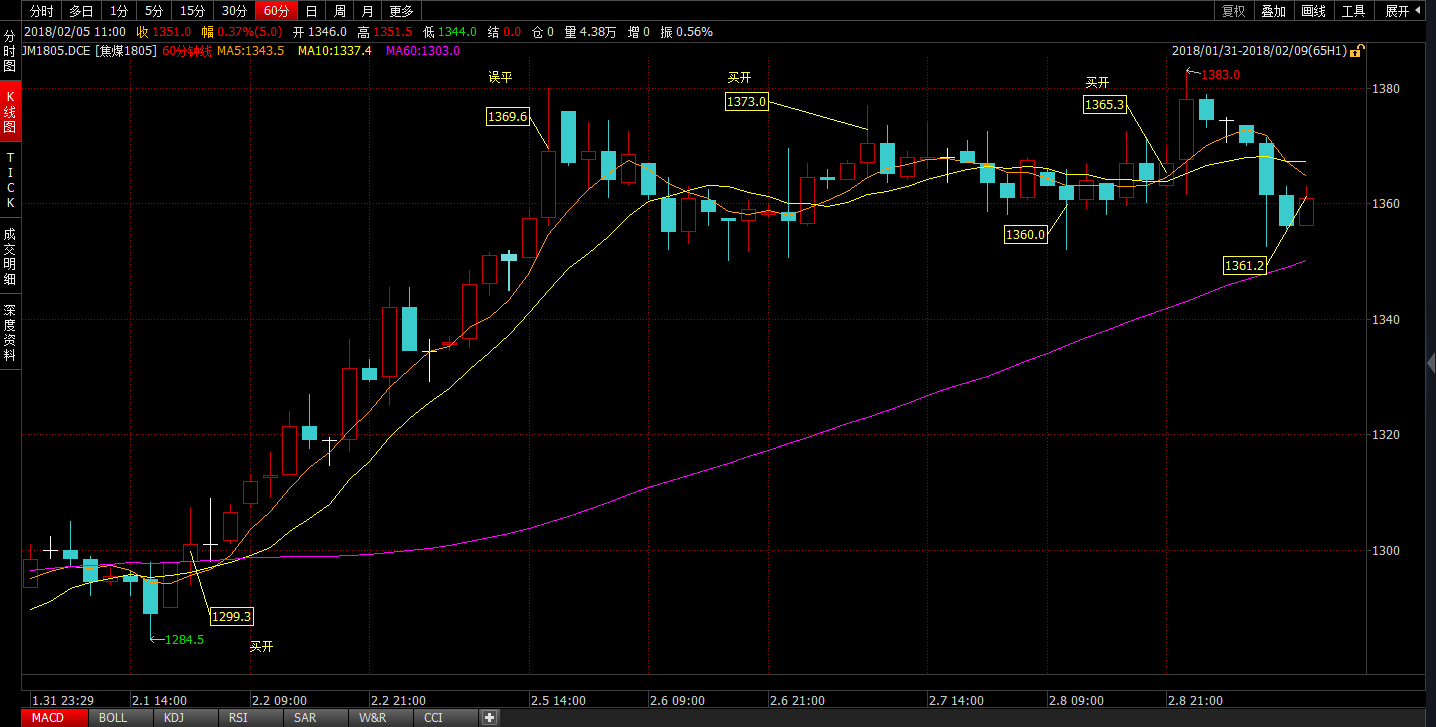 分时 多日 1分 5分 15分 30分 60分 日 周 月 更多 复权 叠加 画线 工具 展开
2018/02/05 11:00 收 1351.0 幅 0.37%(5.0) 开 1346.0 高 1351.5 低 1344.0 结 0.0 仓 0 量 4.38万 增 0 振 0.56%
JM1805.DCE [焦煤1805] 60分钟线 MA5:1343.5 MA10:1337.4 MA60:1303.0 2018/01/31-2018/02/09(65H1)
分时图
K线图
TICK
成交明细
深度资料
误平
1369.6
买开
1373.0
买开
1365.3
1383.0
1380
1360
1360.0
1361.2
1340
1320
1300
1299.3
1284.5
买开
1.31 23:29 2.1 14:00 2.2 09:00 2.2 21:00 2.5 14:00 2.6 09:00 2.6 21:00 2.7 14:00 2.8 09:00 2.8 21:00
MACD BOLL KDJ RSI SAR W&R CCI